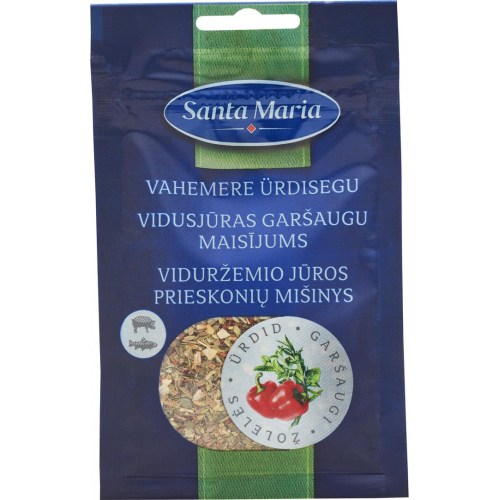 Santa Maria
VAHEMERE ÜRDISEGU
VIDUSJŪRAS GARŠAUGU
MAISĪJUMS
VIDURŽEMIO JŪROS
PRIESKONIŲ MIŠINYS
ÜRDID · GARŠAUGI · ŽOLELĖS ·